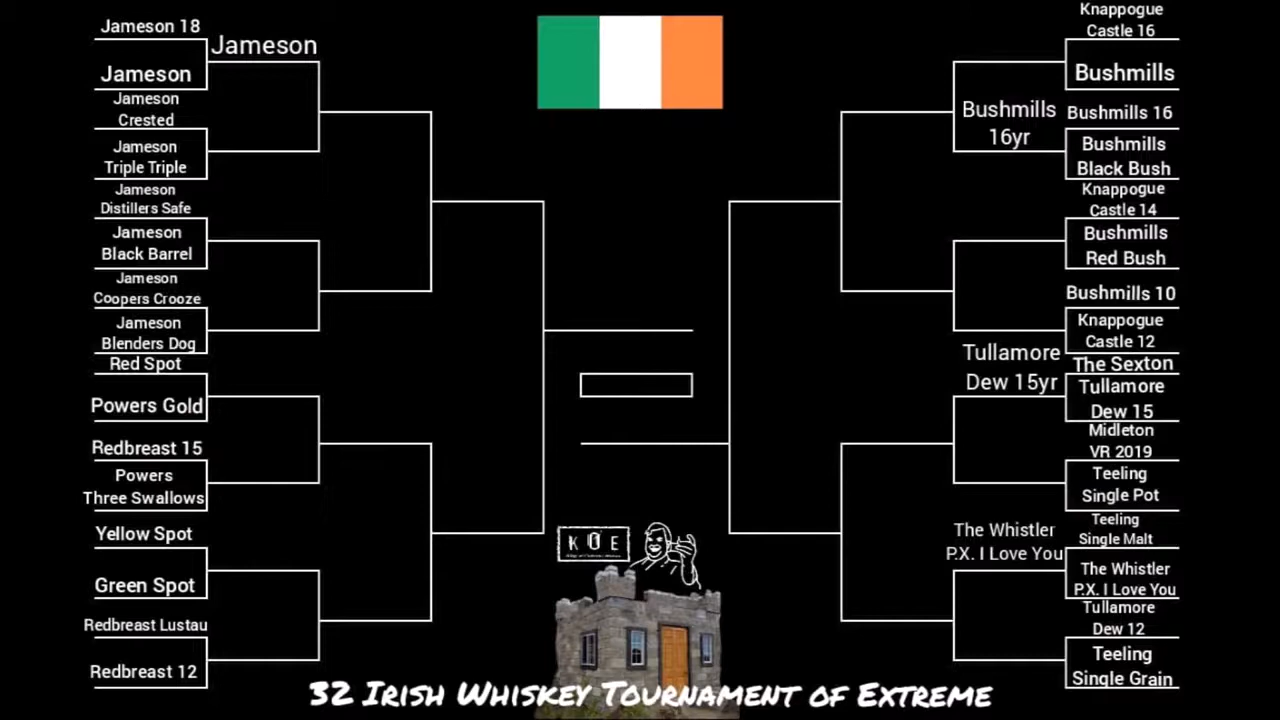 Jameson 18
Jameson
Jameson
Jameson
Crested
Jameson
Triple Triple
Jameson
Distillers Safe
Jameson
Black Barrel
Jameson
Coopers Crooze
Jameson
Blenders Dog
Red Spot
Powers Gold
Redbreast 15
Powers
Three Swallows
Yellow Spot
Green Spot
Redbreast Lustau
Redbreast 12
Knappogue
Castle 16
Bushmills
Bushmills
16yr
Bushmills 16
Bushmills
Black Bush
Knappogue
Castle 14
Bushmills
Red Bush
Bushmills 10
Knappogue
Castle 12
Tullamore
Dew 15yr
The Sexton
Tullamore
Dew 15
Midleton
VR 2019
Teeling
Single Pot
Teeling
Single Malt
The Whistler
P.X. I Love You
The Whistler
P.X. I Love You
Tullamore
Dew 12
Teeling
Single Grain
KOE
32 Irish Whiskey Tournament of Extreme